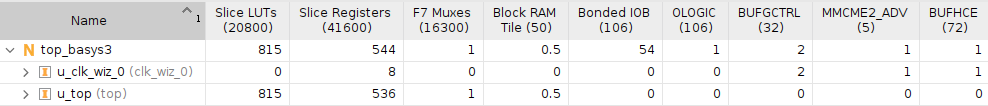 Name 1 Slice LUTs (20800) Slice Registers (41600) F7 Muxes (16300) Block RAM Tile (50) Bonded IOB (106) OLOGIC (106) BUFGCTRL (32) MMCME2_ADV (5) BUFHCE (72)
N top_basys3 815 544 1 0.5 54 1 2 1 1
I u_clk_wiz_0 (clk_wiz_0) 0 8 0 0 0 0 2 1 1
I u_top (top) 815 536 1 0.5 0 0 0 0 0